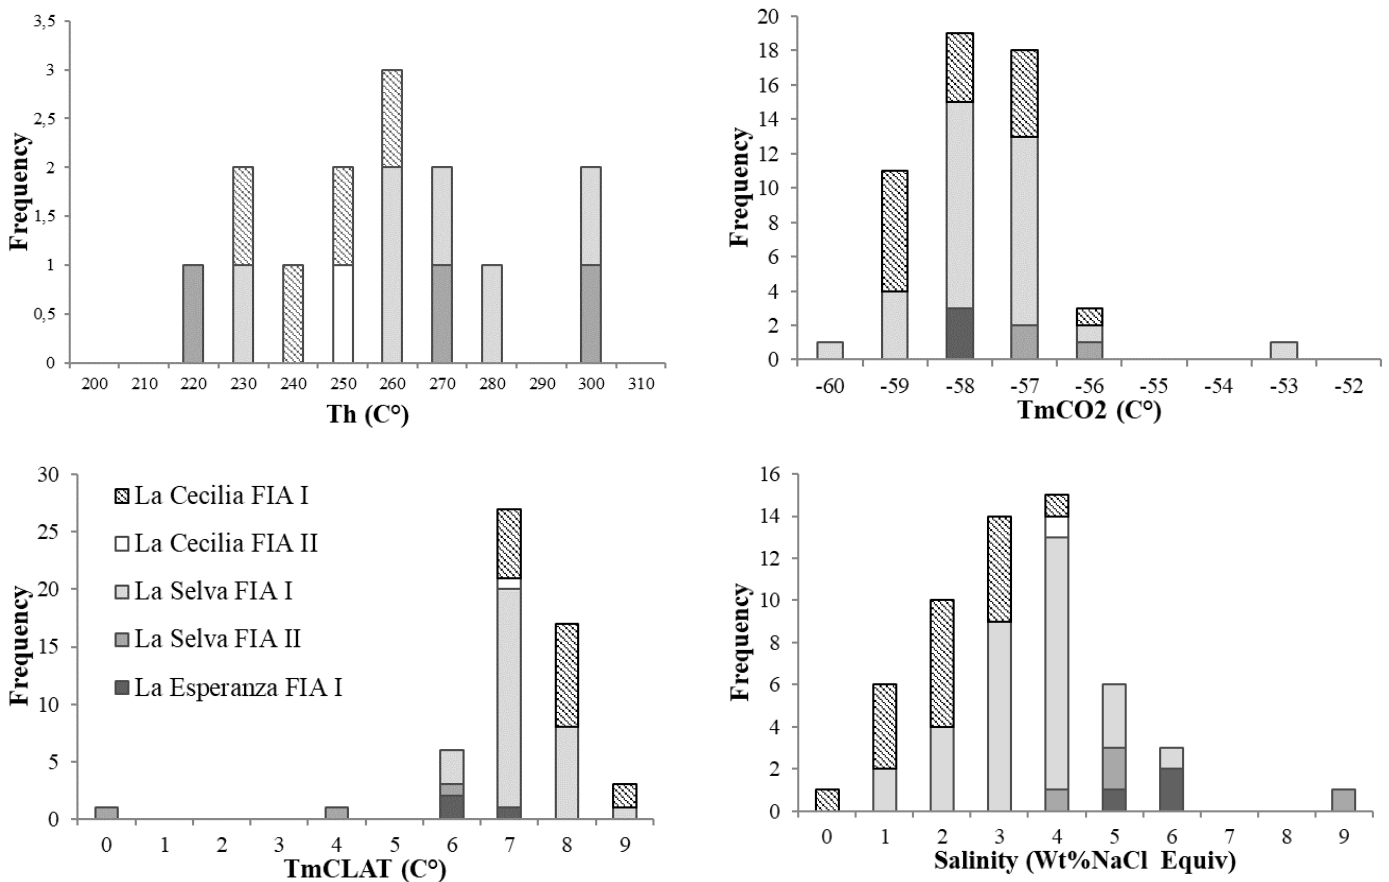 3,5
3
2,5
2
1,5
1
0,5
0
Frequency
200 210 220 230 240 250 260 270 280 290 300 310
Th (C°)
20
18
16
14
12
10
8
6
4
2
0
Frequency
-60 -59 -58 -57 -56 -55 -54 -53 -52
TmCO2 (C°)
30
25
20
15
10
5
0
Frequency
La Cecilia FIA I
La Cecilia FIA II
La Selva FIA I
La Selva FIA II
La Esperanza FIA I
0 1 2 3 4 5 6 7 8 9
TmCLAT (C°)
16
14
12
10
8
6
4
2
0
Frequency
0 1 2 3 4 5 6 7 8 9
Salinity (Wt%NaCl Equiv)